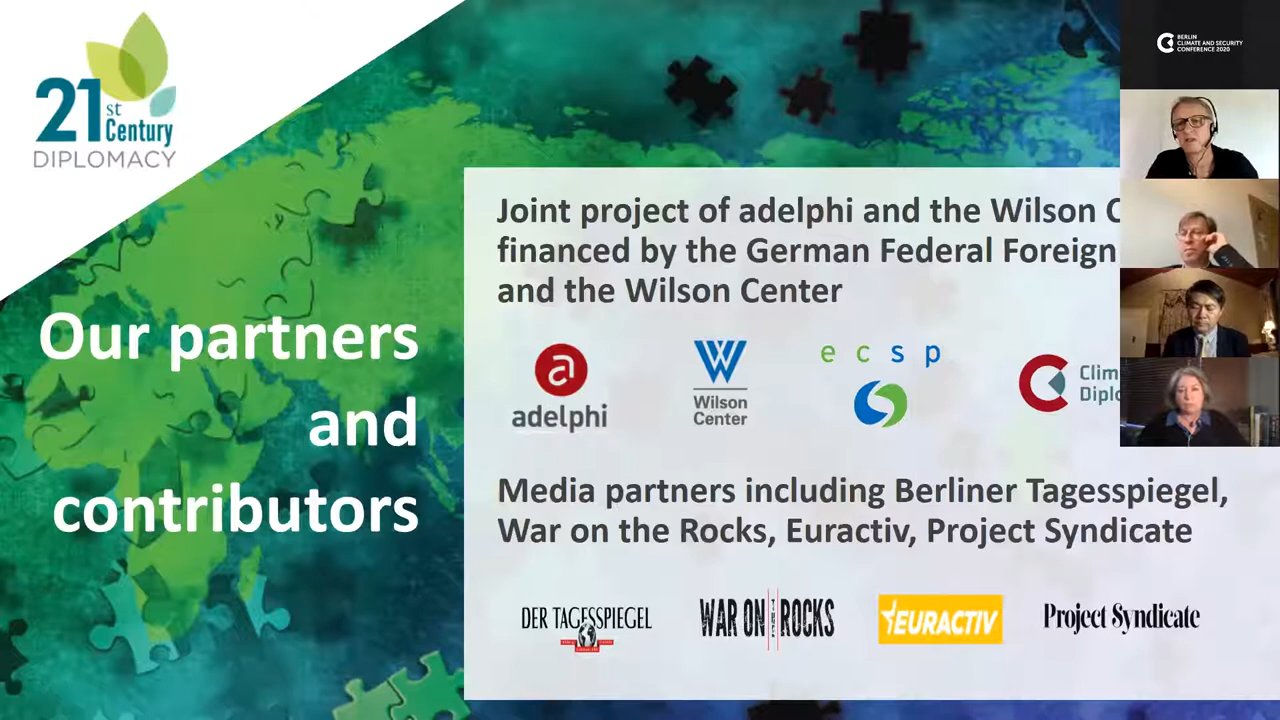 21st Century
DIPLOMACY
Our partners
and
contributors
BERLIN
CLIMATE AND SECURITY
CONFERENCE 2020
Joint project of adelphi and the Wilson C
financed by the German Federal Foreign
and the Wilson Center
adelphi
Wilson
Center
e c s p
Clim
Diplo
Media partners including Berliner Tagesspiegel,
War on the Rocks, Euractiv, Project Syndicate
DER TAGESSPIEGEL
WAR ON THE ROCKS
EURACTIV
Project Syndicate